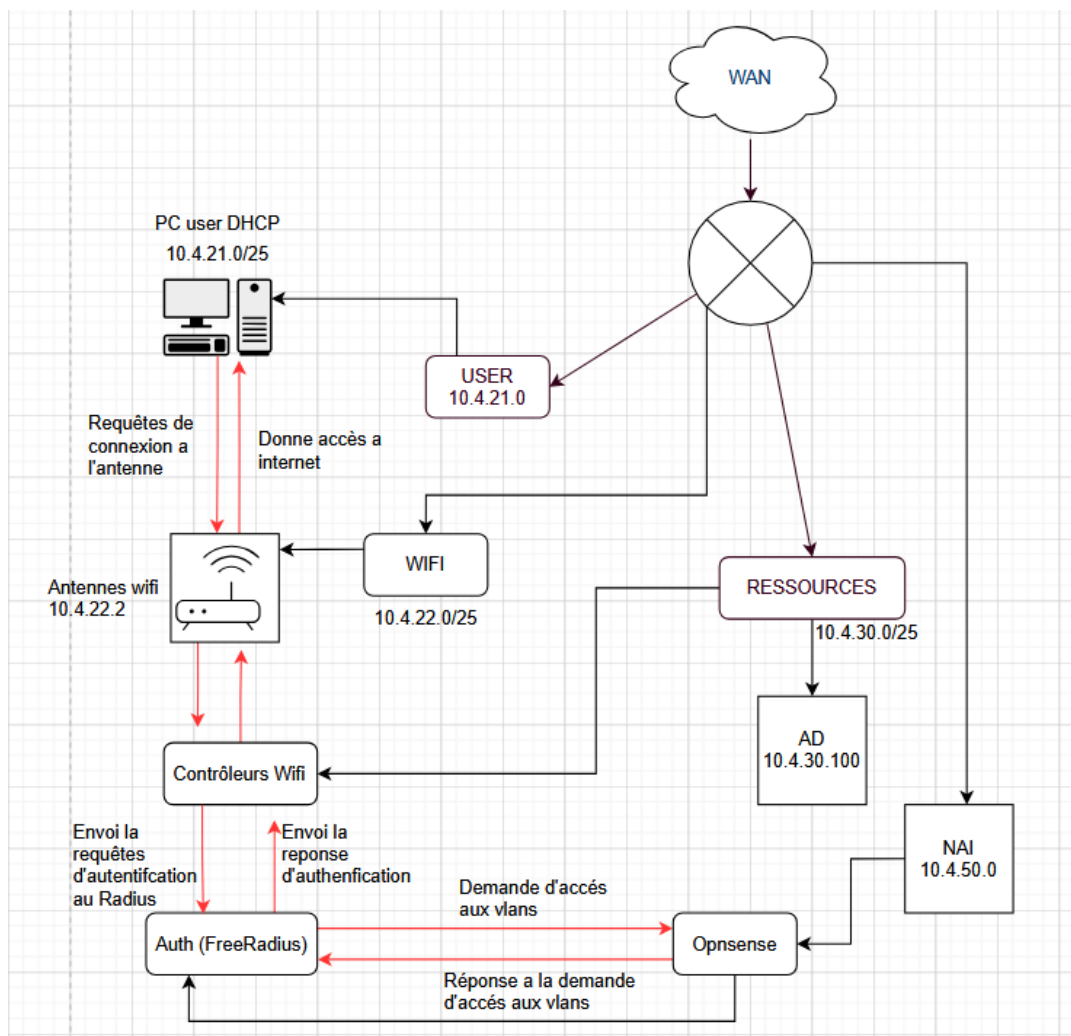 WAN
PC user DHCP
10.4.21.0/25
USER
10.4.21.0
Requêtes de
connexion a
l'antenne
Donne accès a
internet
Antennes wifi
10.4.22.2
WIFI
10.4.22.0/25
RESSOURCES
10.4.30.0/25
AD
10.4.30.100
Contrôleurs Wifi
NAI
10.4.50.0
Envoi la
requêtes
d'autentifcation
au Radius
Envoi la
reponse
d'authenfication
Demande d'accés
aux vlans
Auth (FreeRadius)
Opnsense
Réponse a la demande
d'accés aux vlans